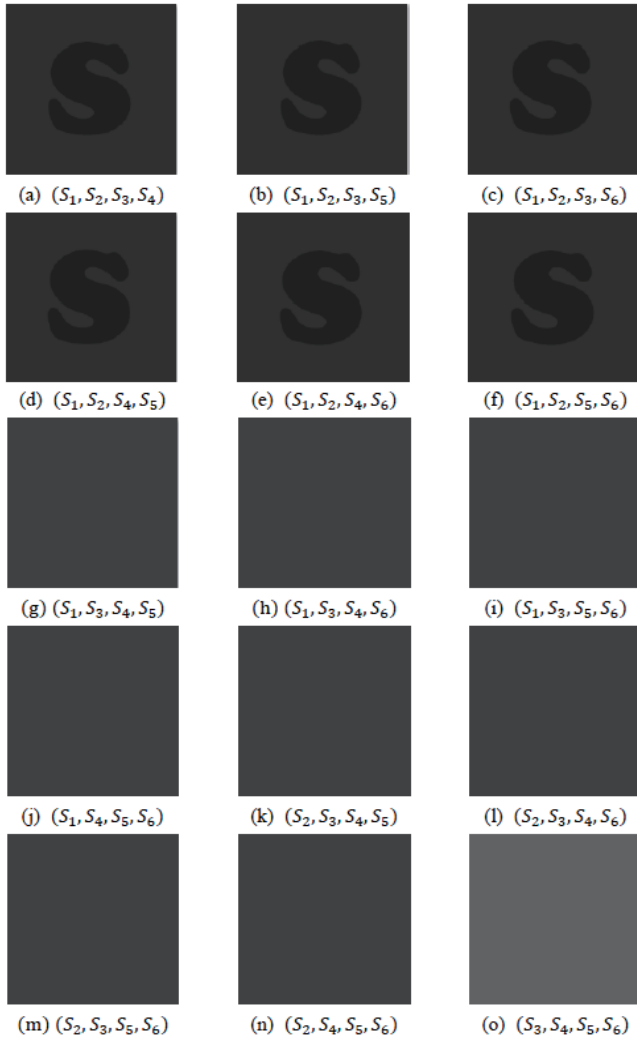 S S S
(a) (S₁, S₂, S₃, S₄) (b) (S₁, S₂, S₃, S₅) (c) (S₁, S₂, S₃, S₆)
S S S
(d) (S₁, S₂, S₄, S₅) (e) (S₁, S₂, S₄, S₆) (f) (S₁, S₂, S₅, S₆)
(g) (S₁, S₃, S₄, S₅) (h) (S₁, S₃, S₄, S₆) (i) (S₁, S₃, S₅, S₆)
(j) (S₁, S₄, S₅, S₆) (k) (S₂, S₃, S₄, S₅) (l) (S₂, S₃, S₄, S₆)
(m) (S₂, S₃, S₅, S₆) (n) (S₂, S₄, S₅, S₆) (o) (S₃, S₄, S₅, S₆)